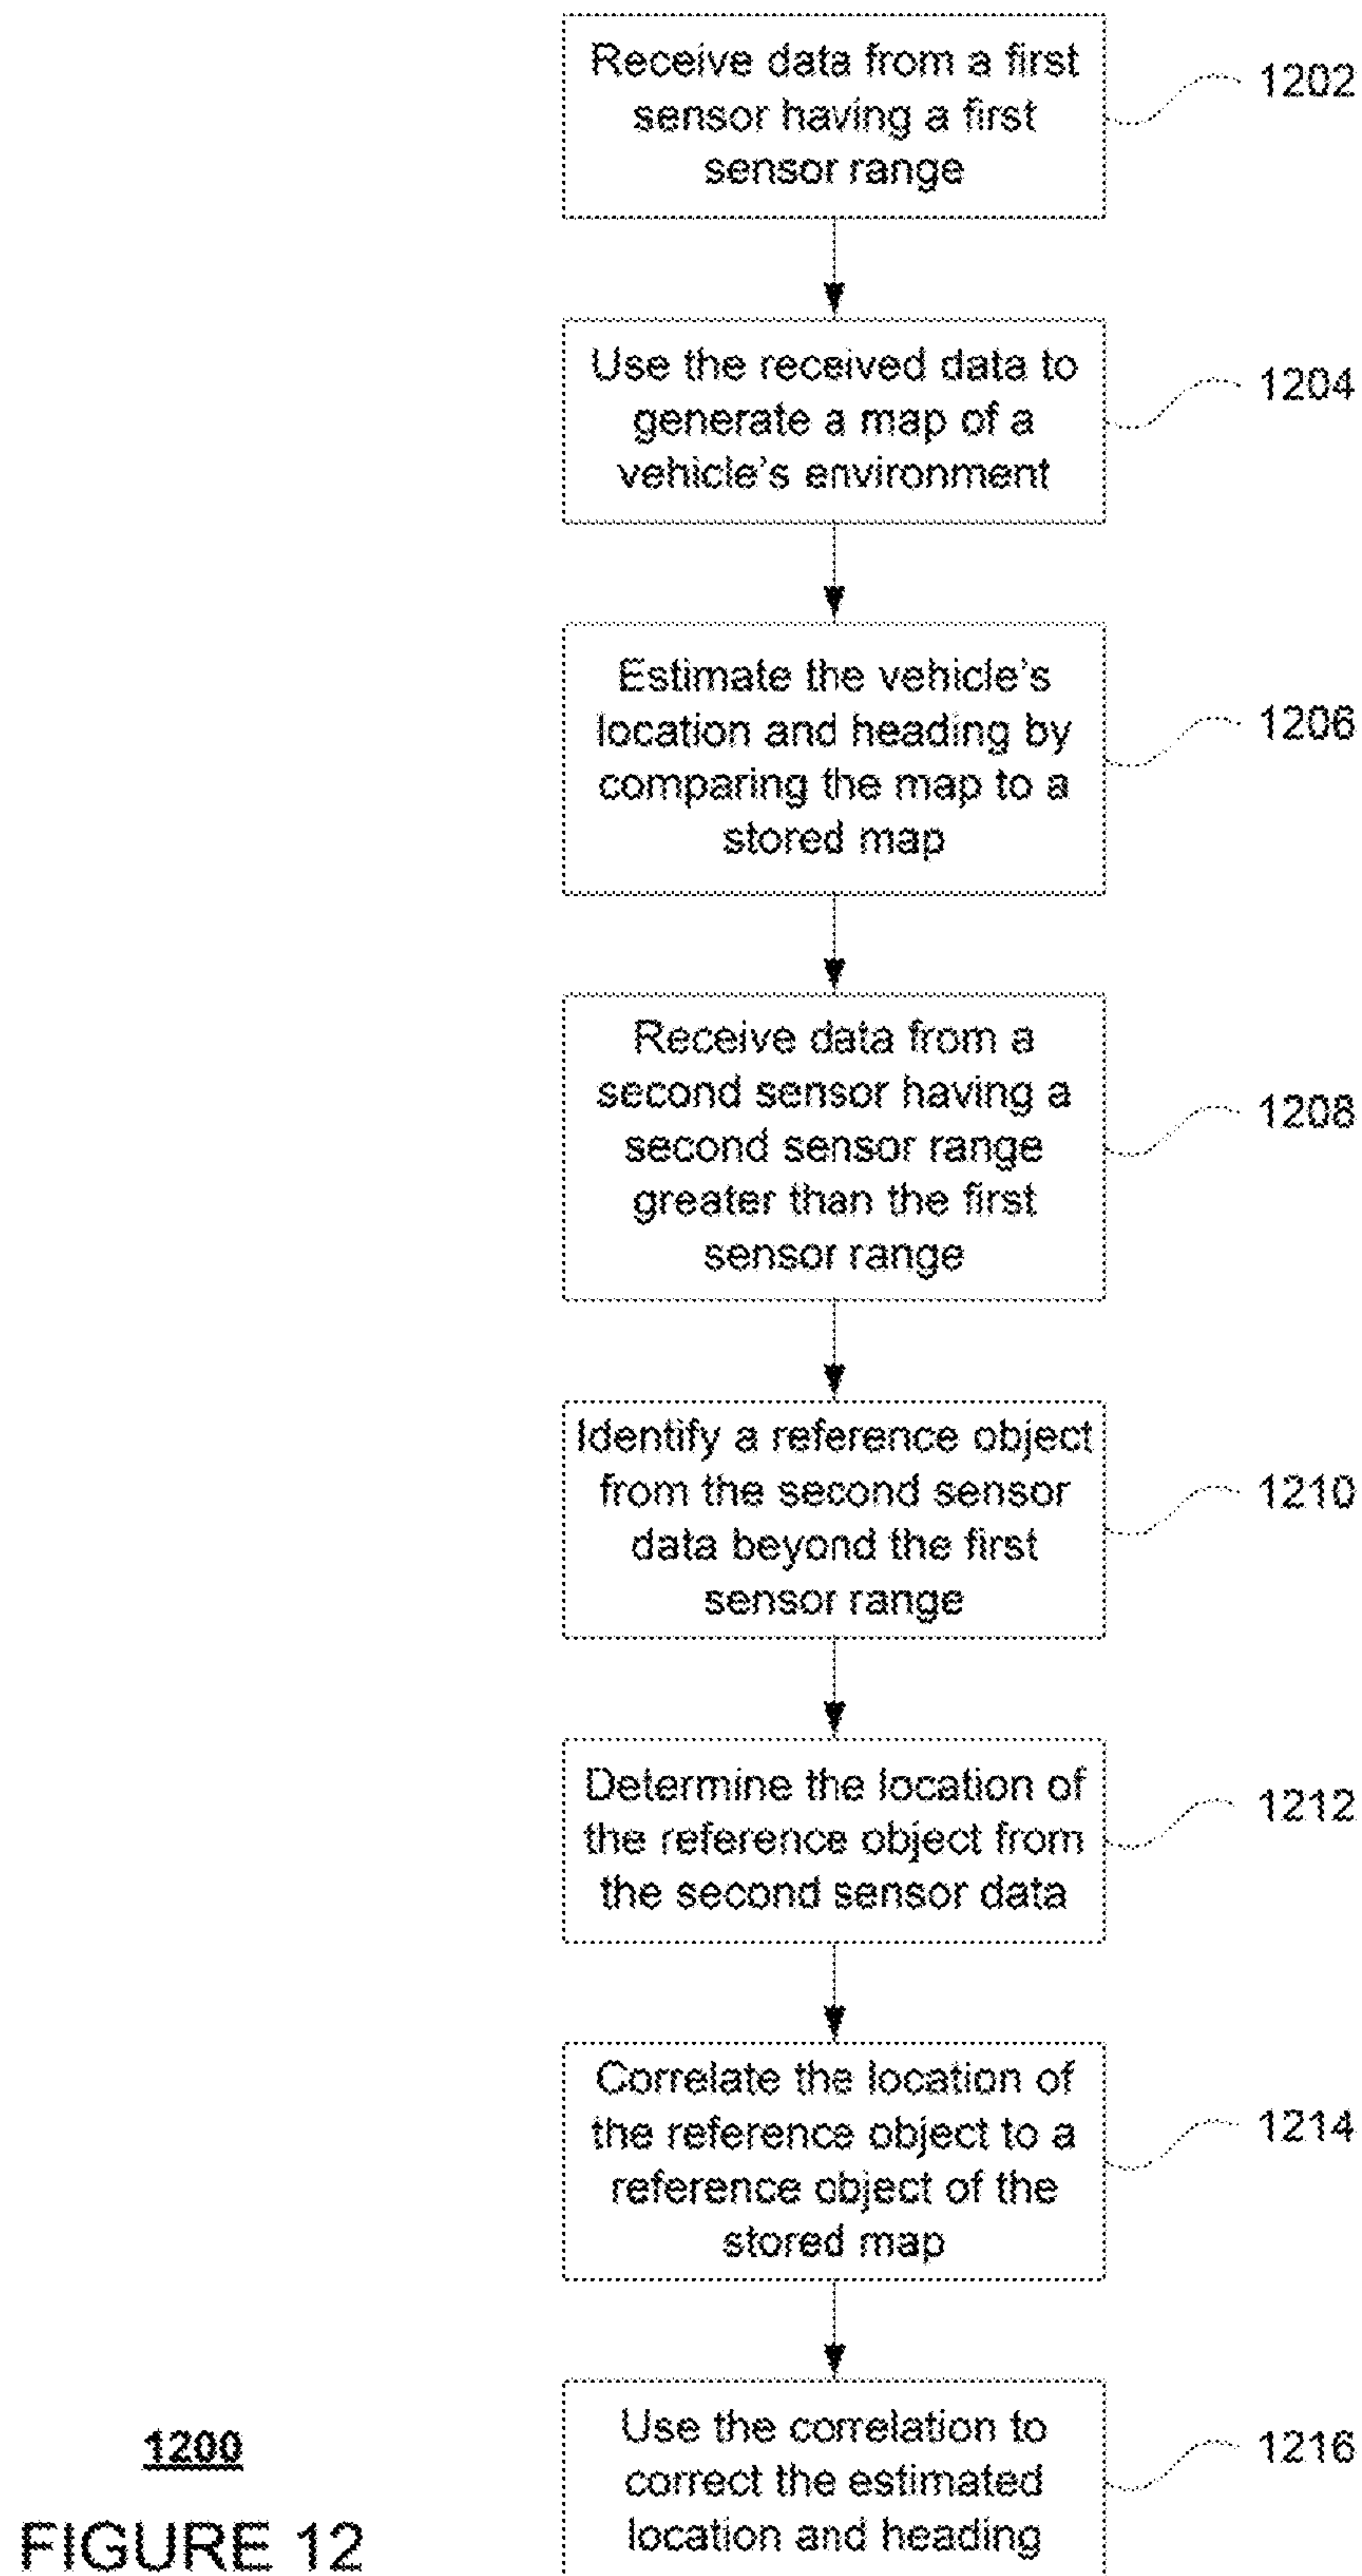 Receive data from a first
sensor having a first
sensor range
1202
Use the received data to
generate a map of a
vehicle's environment
1204
Estimate the vehicle's
location and heading by
comparing the map to a
stored map
1206
Receive data from a
second sensor having a
second sensor range
greater than the first
sensor range
1208
Identify a reference object
from the second sensor
data beyond the first
sensor range
1210
Determine the location of
the reference object from
the second sensor data
1212
Correlate the location of
the reference object to a
reference object of the
stored map
1214
Use the correlation to
correct the estimated
location and heading
1216
1200
FIGURE 12